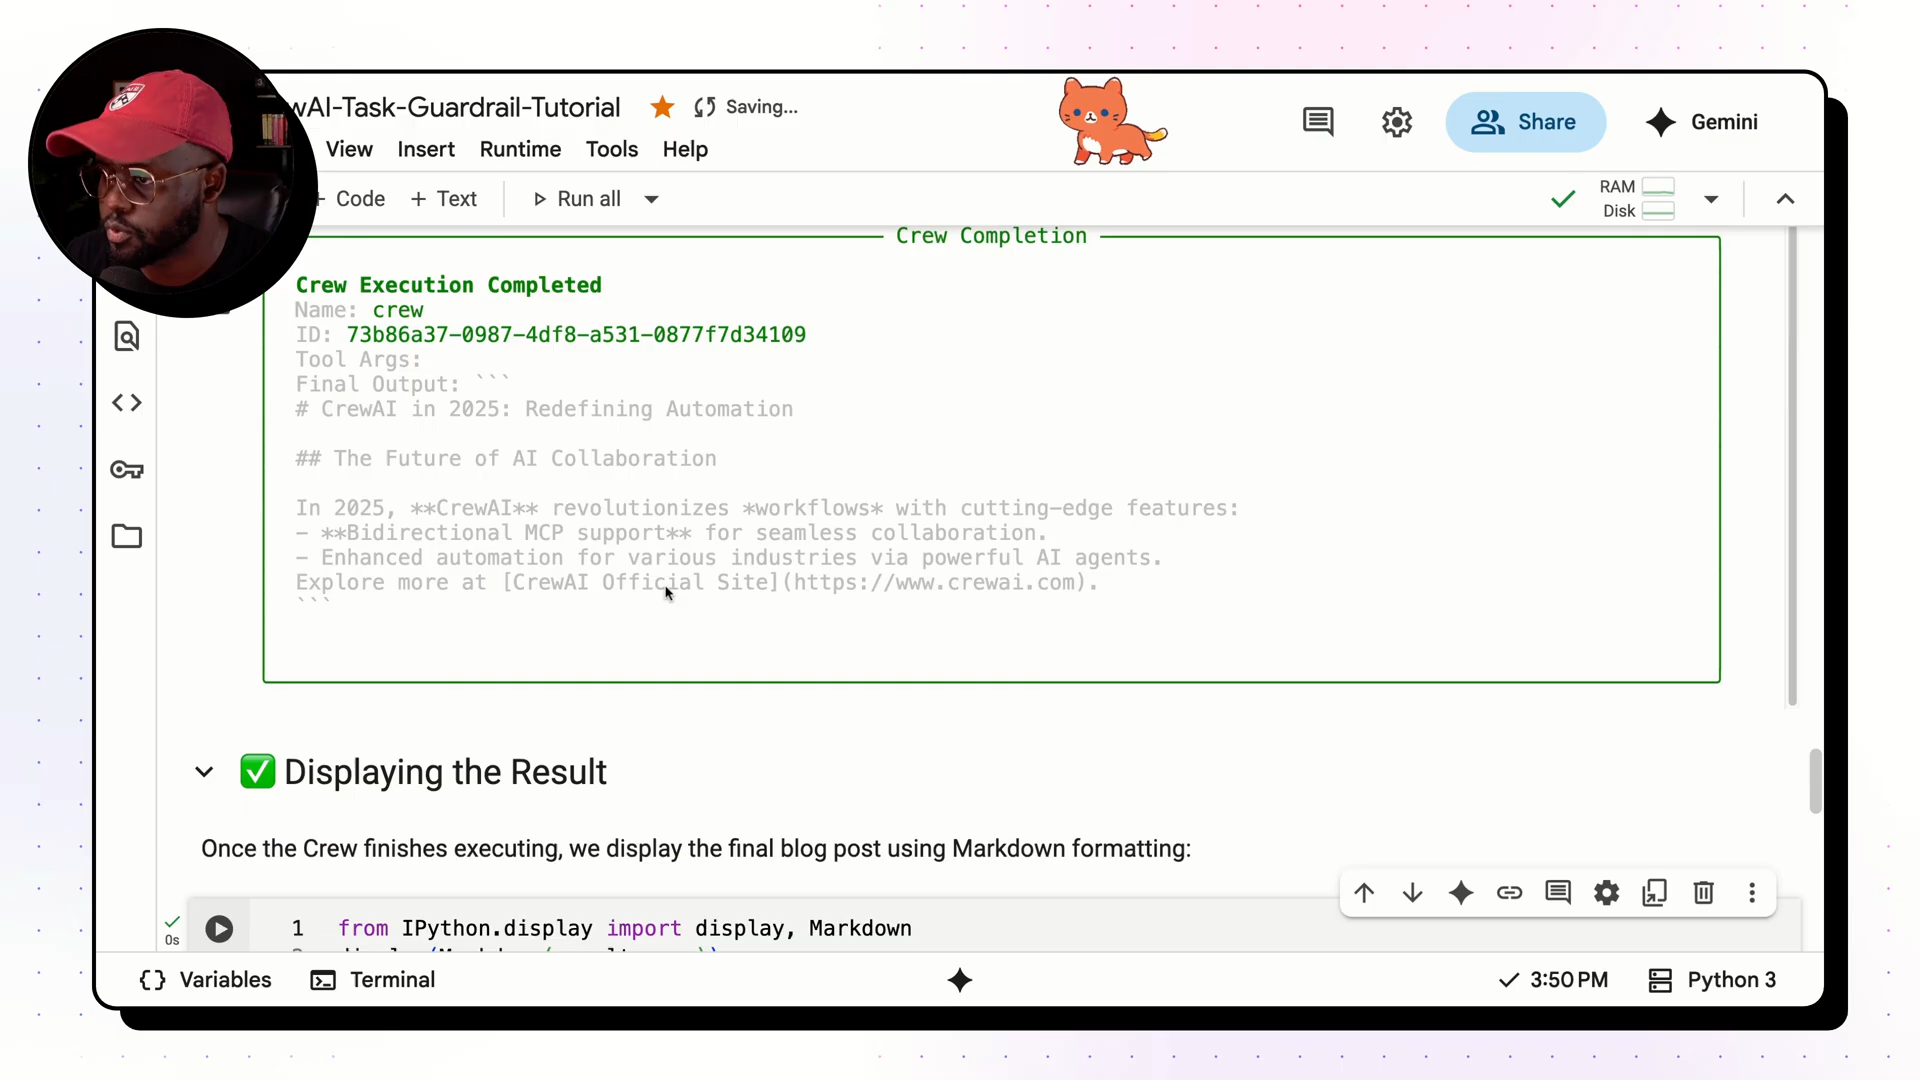 wAI-Task-Guardrail-Tutorial
Saving...
View Insert Runtime Tools Help
Share
Gemini
Code + Text
Run all
RAM
Disk
Crew Completion
Crew Execution Completed
Name: crew
ID: 73b86a37-0987-4df8-a531-0877f7d34109
Tool Args:
Final Output: ```
# CrewAI in 2025: Redefining Automation
## The Future of AI Collaboration
In 2025, **CrewAI** revolutionizes *workflows* with cutting-edge features:
- **Bidirectional MCP support** for seamless collaboration.
- Enhanced automation for various industries via powerful AI agents.
Explore more at [CrewAI Official Site](https://www.crewai.com).
```
✅ Displaying the Result
Once the Crew finishes executing, we display the final blog post using Markdown formatting:
0s
1 from IPython.display import display, Markdown
Variables
Terminal
3:50 PM
Python 3